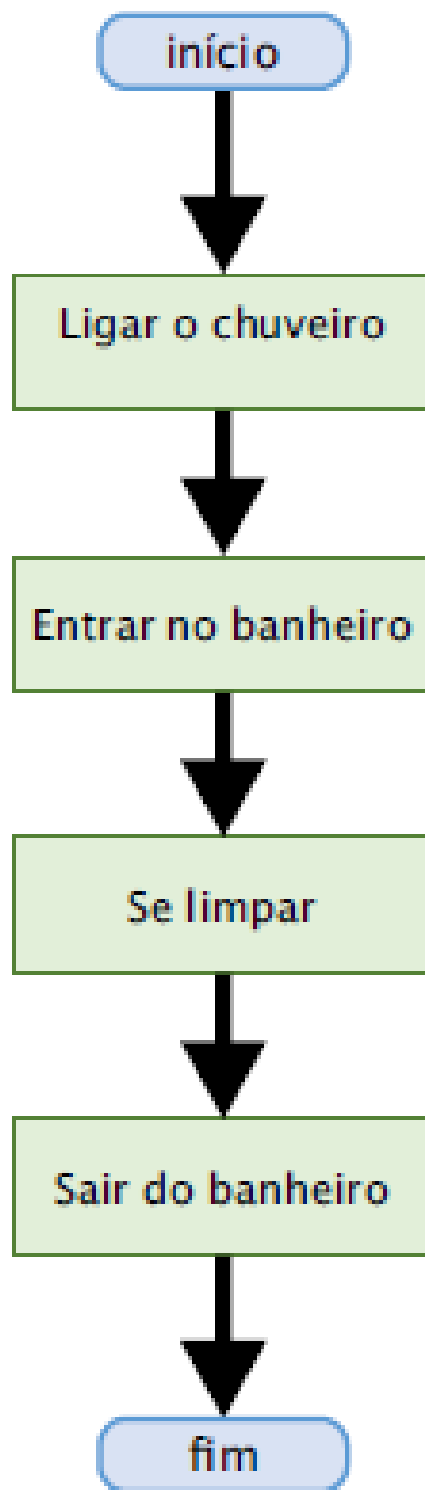 início
Ligar o chuveiro
Entrar no banheiro
Se limpar
Sair do banheiro
fim